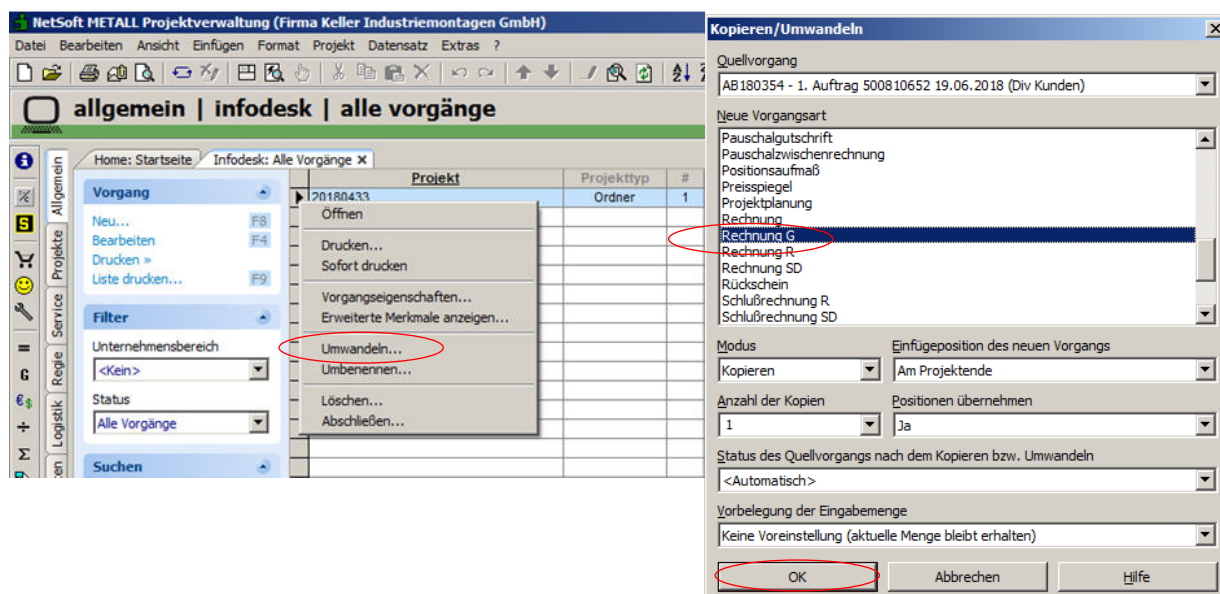 NetSoft METALL Projektverwaltung (Firma Keller Industriemontagen GmbH)
Datei Bearbeiten Ansicht Einfügen Format Projekt Datensatz Extras ?
allgemein | infodesk | alle vorgänge
Home: Startseite Infodesk: Alle Vorgänge X
Allgemein
Projekte
Service
Regie
Logistik
Vorgang
Neu... F8
Bearbeiten F4
Drucken »
Liste drucken... F9
Filter
Unternehmensbereich
<Kein>
Status
Alle Vorgänge
Suchen
Projekt Projekttyp #
20180433 Ordner 1
Öffnen
Drucken...
Sofort drucken
Vorgangseigenschaften...
Erweiterte Merkmale anzeigen...
Umwandeln...
Umbenennen...
Löschen...
Abschließen...
Kopieren/Umwandeln
Quellvorgang
AB180354 - 1. Auftrag 500810652 19.06.2018 (Div Kunden)
Neue Vorgangsart
Pauschalgutschrift
Pauschalzwischenrechnung
Positionsaufmaß
Preisspiegel
Projektplanung
Rechnung
Rechnung G
Rechnung R
Rechnung SD
Rückschein
Schlußrechnung R
Schlußrechnung SD
Modus Einfügeposition des neuen Vorgangs
Kopieren Am Projektende
Anzahl der Kopien Positionen übernehmen
1 Ja
Status des Quellvorgangs nach dem Kopieren bzw. Umwandeln
<Automatisch>
Vorbelegung der Eingabemenge
Keine Voreinstellung (aktuelle Menge bleibt erhalten)
OK Abbrechen Hilfe